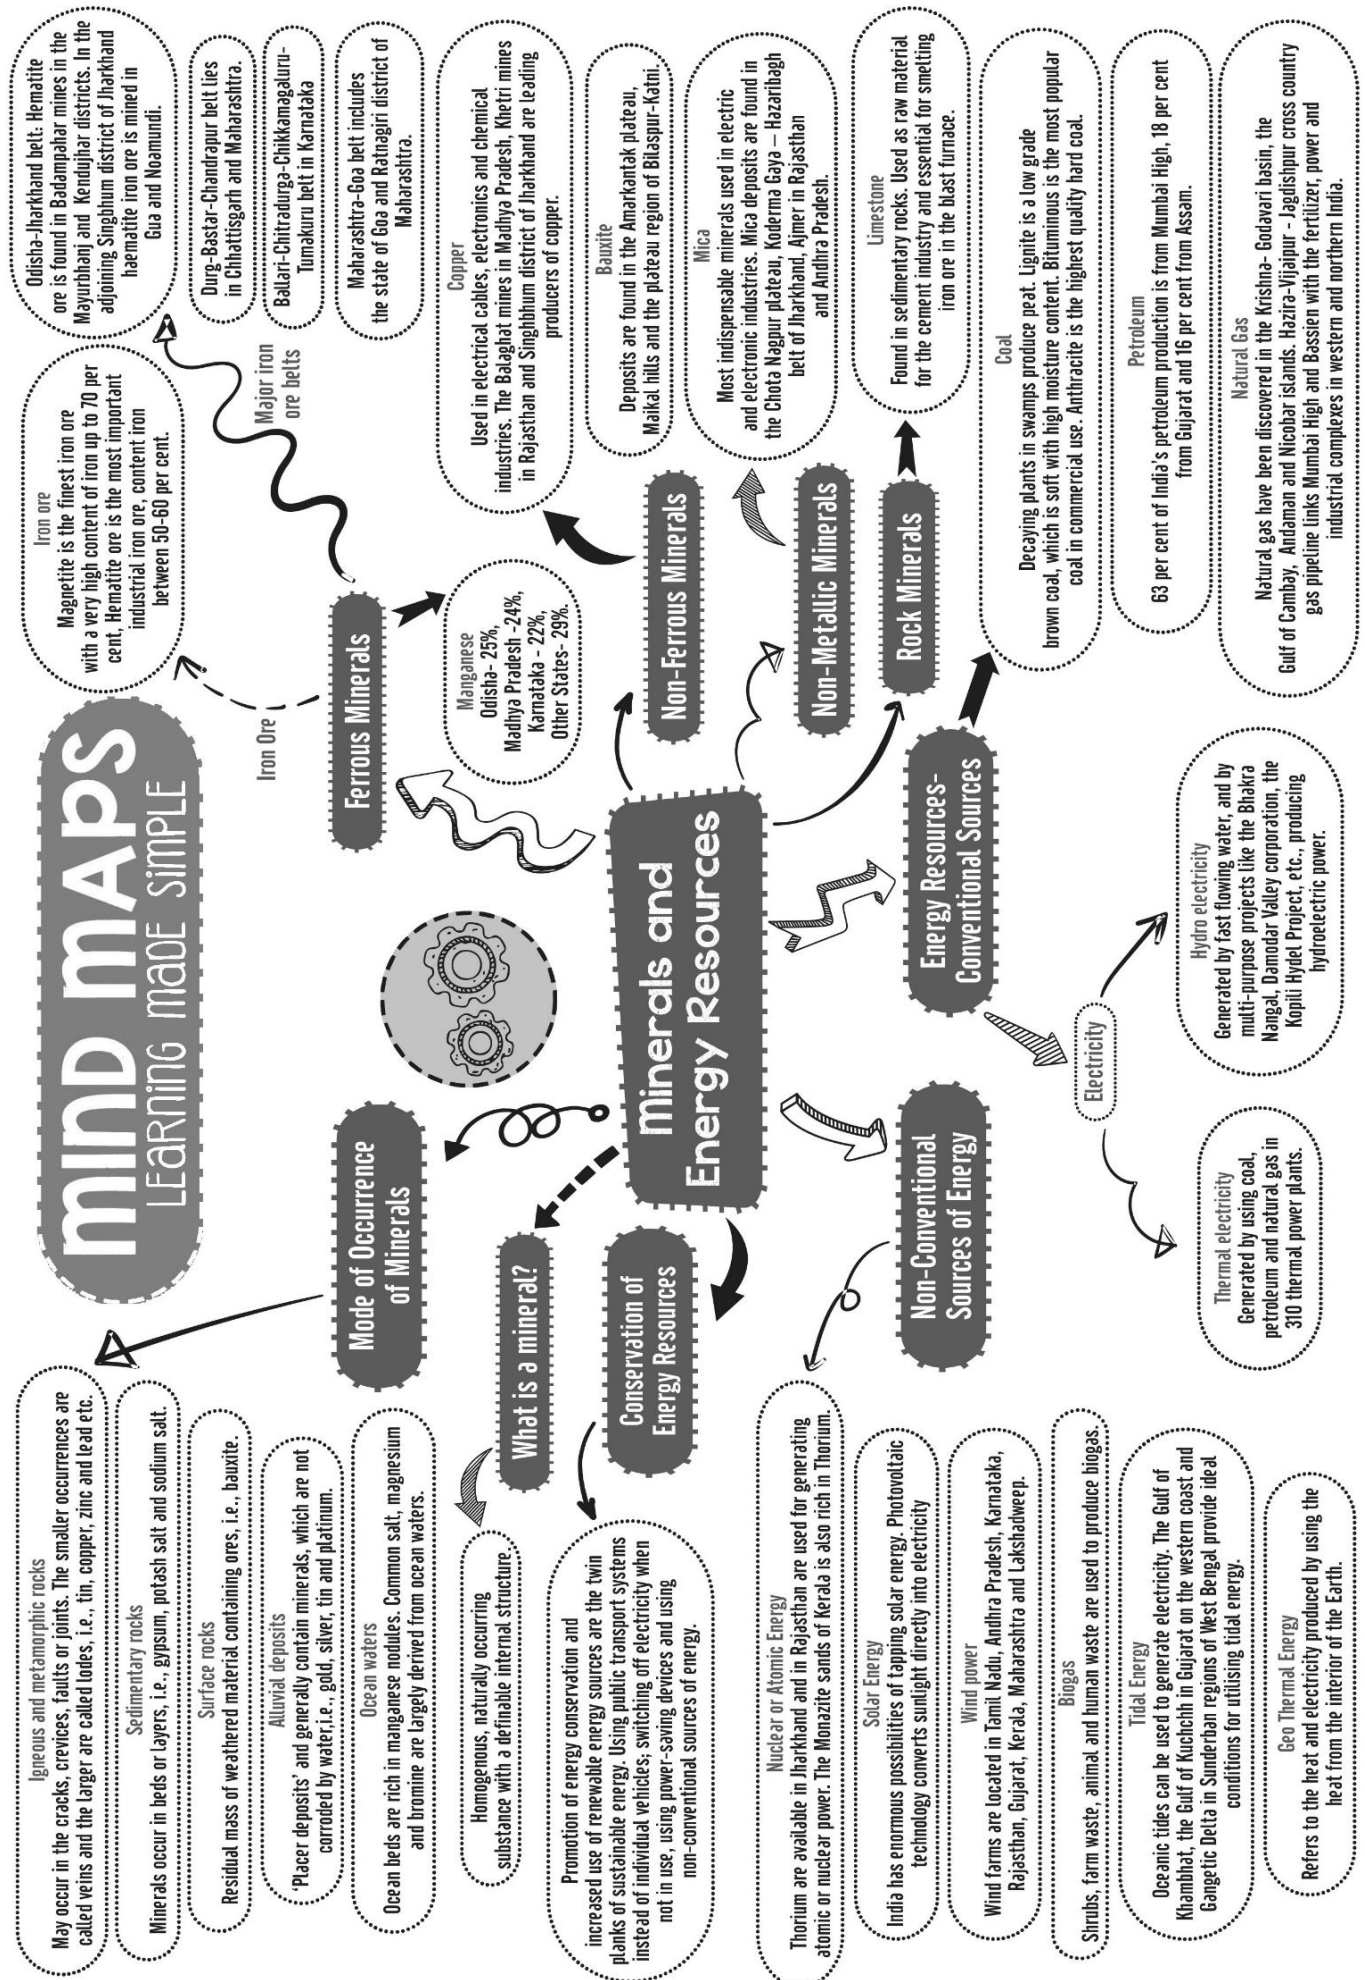 MIND MAPS
LEARNING MADE SIMPLE
Minerals and
Energy Resources
What is a mineral?
Homogenous, naturally occurring
substance with a definable internal structure.
Mode of Occurrence
of Minerals
Igneous and metamorphic rocks
May occur in the cracks, crevices, faults or joints. The smaller occurrences are
called veins and the larger are called lodes, i.e., tin, copper, zinc and lead etc.
Sedimentary rocks
Minerals occur in beds or layers, i.e., gypsum, potash salt and sodium salt.
Surface rocks
Residual mass of weathered material containing ores, i.e., bauxite.
Alluvial deposits
'Placer deposits' and generally contain minerals, which are not
corroded by water,i.e., gold, silver, tin and platinum.
Ocean waters
Ocean beds are rich in manganese nodules. Common salt, magnesium
and bromine are largely derived from ocean waters.
Ferrous Minerals
Iron Ore
Iron ore
Magnetite is the finest iron ore
with a very high content of iron up to 70 per
cent, Hematite ore is the most important
industrial iron ore, content iron
between 50-60 per cent.
Major iron
ore belts
Odisha-Jharkhand belt: Hematite
ore is found in Badampahar mines in the
Mayurbhanj and Kendujhar districts. In the
adjoining Singhbum district of Jharkhand
haematite iron ore is mined in
Gua and Noamundi.
Durg-Bastar-Chandrapur belt lies
in Chhattisgarh and Maharashtra.
Ballari-Chitradurga-Chikkamagaluru-
Tumakuru belt in Karnataka
Maharashtra-Goa belt includes
the state of Goa and Ratnagiri district of
Maharashtra.
Manganese
Odisha- 25%,
Madhya Pradesh -24%,
Karnataka - 22%,
Other States- 29%.
Non-Ferrous Minerals
Copper
Used in electrical cables, electronics and chemical
industries. The Balaghat mines in Madhya Pradesh, Khetri mines
in Rajasthan and Singhbhum district of Jharkhand are leading
producers of copper.
Bauxite
Deposits are found in the Amarkantak plateau,
Maikal hills and the plateau region of Bilaspur-Katni.
Non-Metallic Minerals
Mica
Most indispensable minerals used in electric
and electronic industries. Mica deposits are found in
the Chota Nagpur plateau, Koderma Gaya – Hazaribagh
belt of Jharkhand, Ajmer in Rajasthan
and Andhra Pradesh.
Rock Minerals
Limestone
Found in sedimentary rocks. Used as raw material
for the cement industry and essential for smelting
iron ore in the blast furnace.
Energy Resources-
Conventional Sources
Coal
Decaying plants in swamps produce peat. Lignite is a low grade
brown coal, which is soft with high moisture content. Bituminous is the most popular
coal in commercial use. Anthracite is the highest quality hard coal.
Petroleum
63 per cent of India's petroleum production is from Mumbai High, 18 per cent
from Gujarat and 16 per cent from Assam.
Natural Gas
Natural gas have been discovered in the Krishna- Godavari basin, the
Gulf of Cambay, Andaman and Nicobar islands. Hazira-Vijaipur - Jagdishpur cross country
gas pipeline links Mumbai High and Bassien with the fertilizer, power and
industrial complexes in western and northern India.
Electricity
Hydro electricity
Generated by fast flowing water, and by
multi-purpose projects like the Bhakra
Nangal, Damodar Valley corporation, the
Kopili Hydel Project, etc., producing
hydroelectric power.
Thermal electricity
Generated by using coal,
petroleum and natural gas in
310 thermal power plants.
Non-Conventional
Sources of Energy
Nuclear or Atomic Energy
Thorium are available in Jharkhand and in Rajasthan are used for generating
atomic or nuclear power. The Monazite sands of Kerala is also rich in Thorium.
Solar Energy
India has enormous possibilities of tapping solar energy. Photovoltaic
technology converts sunlight directly into electricity
Wind power
Wind farms are located in Tamil Nadu, Andhra Pradesh, Karnataka,
Rajasthan, Gujarat, Kerala, Maharashtra and Lakshadweep.
Biogas
Shrubs, farm waste, animal and human waste are used to produce biogas.
Tidal Energy
Oceanic tides can be used to generate electricity. The Gulf of
Khambhat, the Gulf of Kuchchh in Gujarat on the western coast and
Gangetic Delta in Sunderban regions of West Bengal provide ideal
conditions for utilising tidal energy.
Geo Thermal Energy
Refers to the heat and electricity produced by using the
heat from the interior of the Earth.
Conservation of
Energy Resources
Promotion of energy conservation and
increased use of renewable energy sources are the twin
planks of sustainable energy. Using public transport systems
instead of individual vehicles; switching off electricity when
not in use, using power-saving devices and using
non-conventional sources of energy.